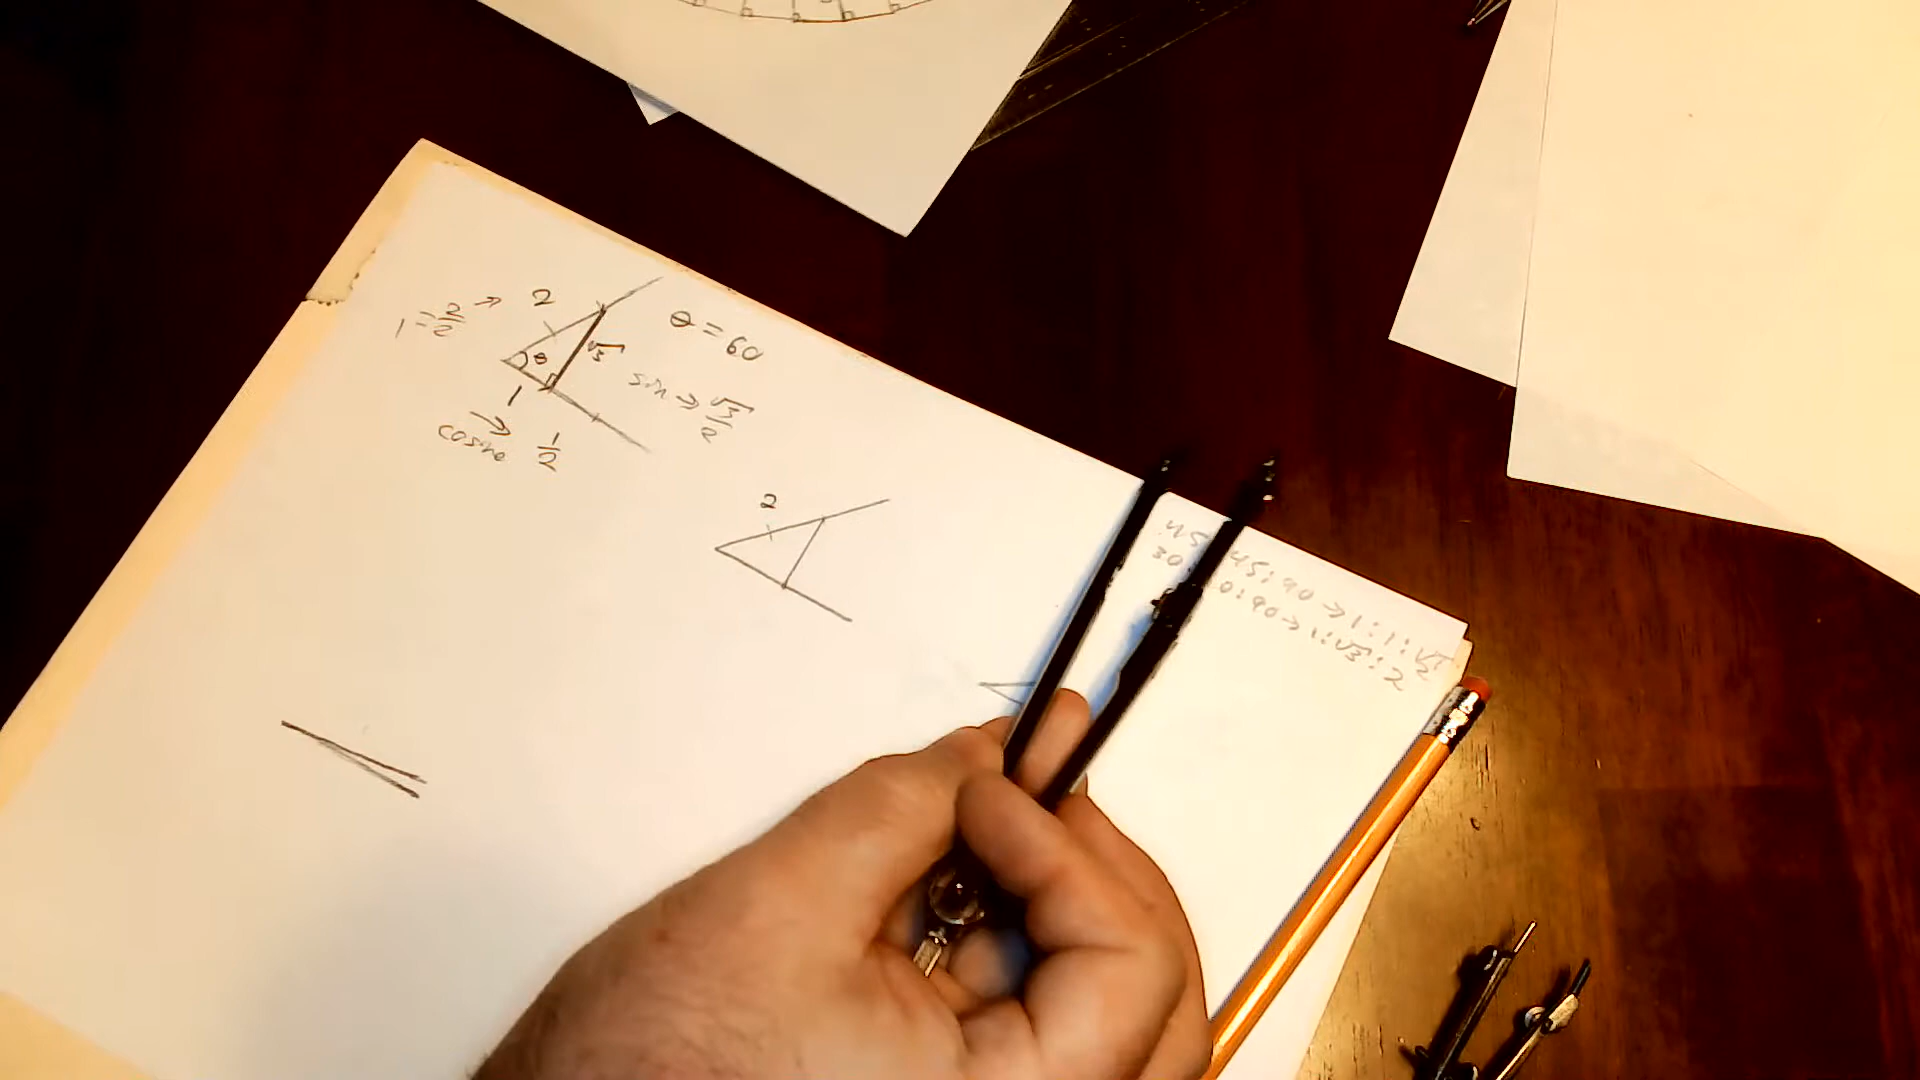 2
1 = 2/2 →
θ = 60
θ
√3
1
sin → √3/2
→
cosine 1/2
2
45 45:90 → 1:1:√2
30: 0:90 → 1:√3:2